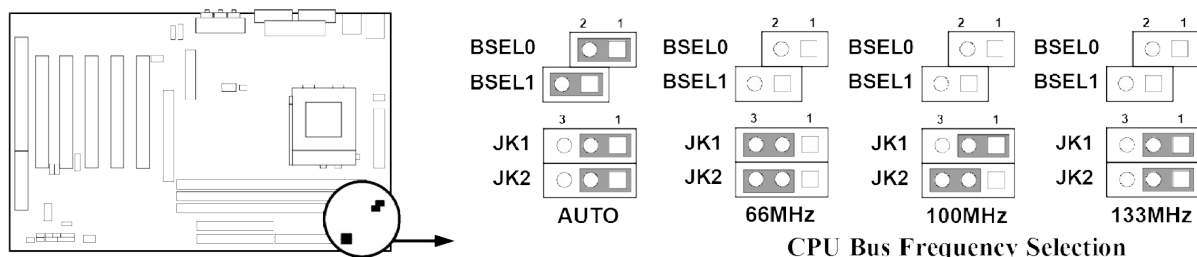 2 1 2 1 2 1 2 1
BSEL0 BSEL0 BSEL0 BSEL0
BSEL1 BSEL1 BSEL1 BSEL1
3 1 3 1 3 1 3 1
JK1 JK1 JK1 JK1
JK2 JK2 JK2 JK2
AUTO 66MHz 100MHz 133MHz
CPU Bus Frequency Selection